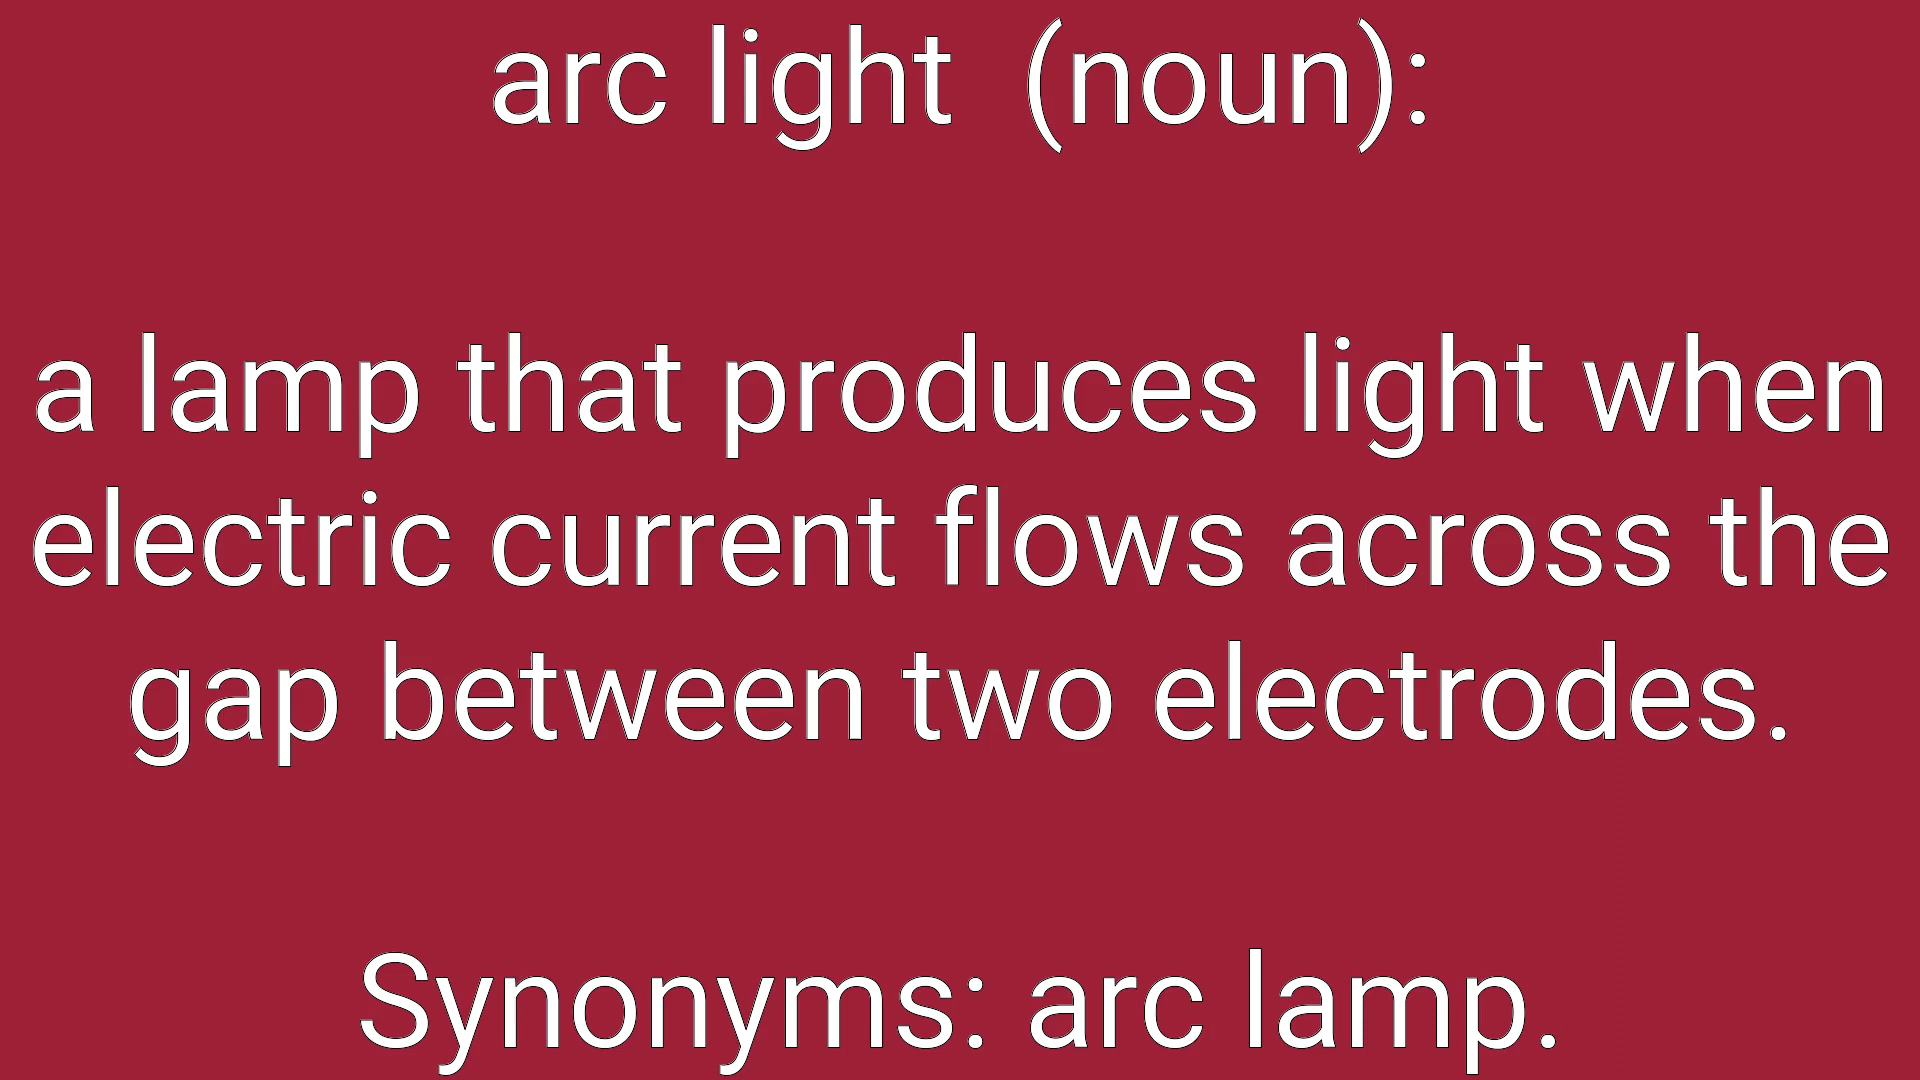 arc light  (noun):
a lamp that produces light when
electric current flows across the
gap between two electrodes.
Synonyms: arc lamp.